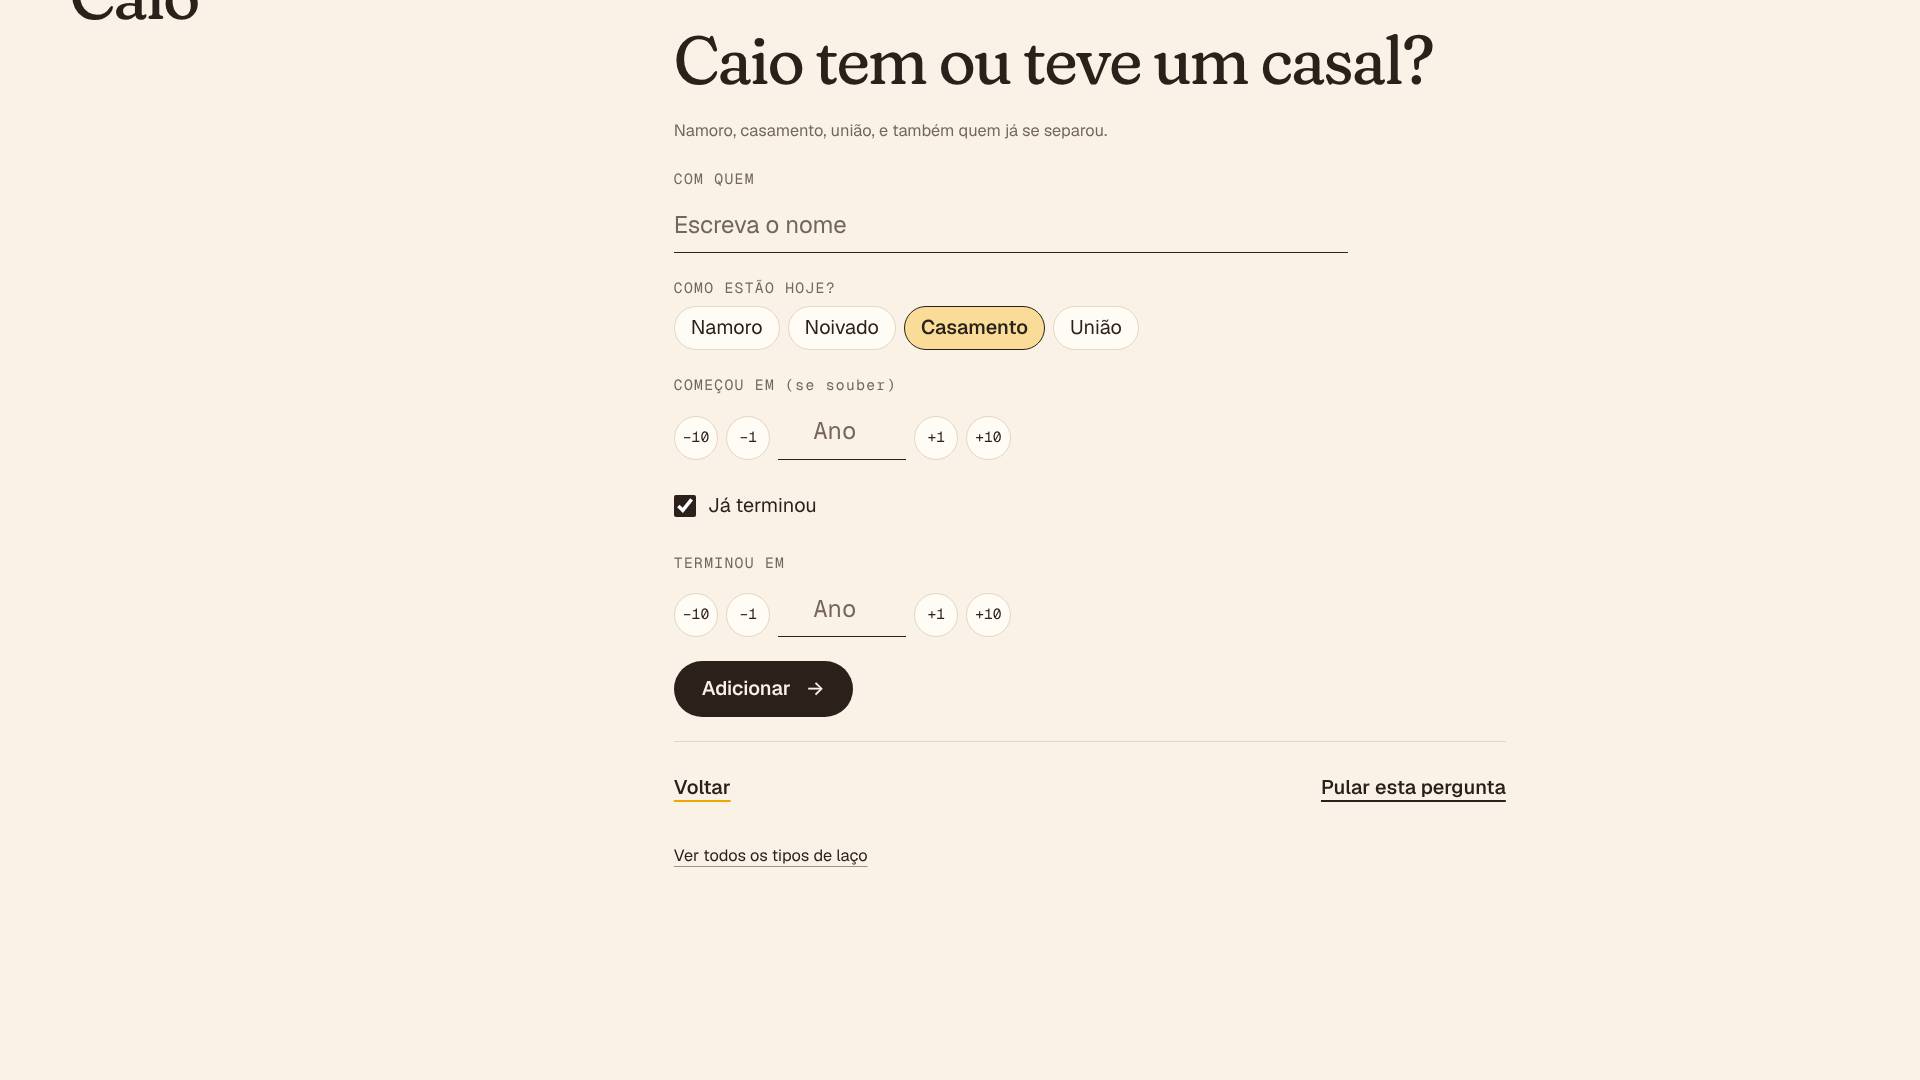 Caio
Caio tem ou teve um casal?
Namoro, casamento, união, e também quem já se separou.
COM QUEM
Escreva o nome
COMO ESTÃO HOJE?
Namoro Noivado Casamento União
COMEÇOU EM (se souber)
−10 −1 Ano +1 +10
Já terminou
TERMINOU EM
−10 −1 Ano +1 +10
Adicionar →
Voltar Pular esta pergunta
Ver todos os tipos de laço